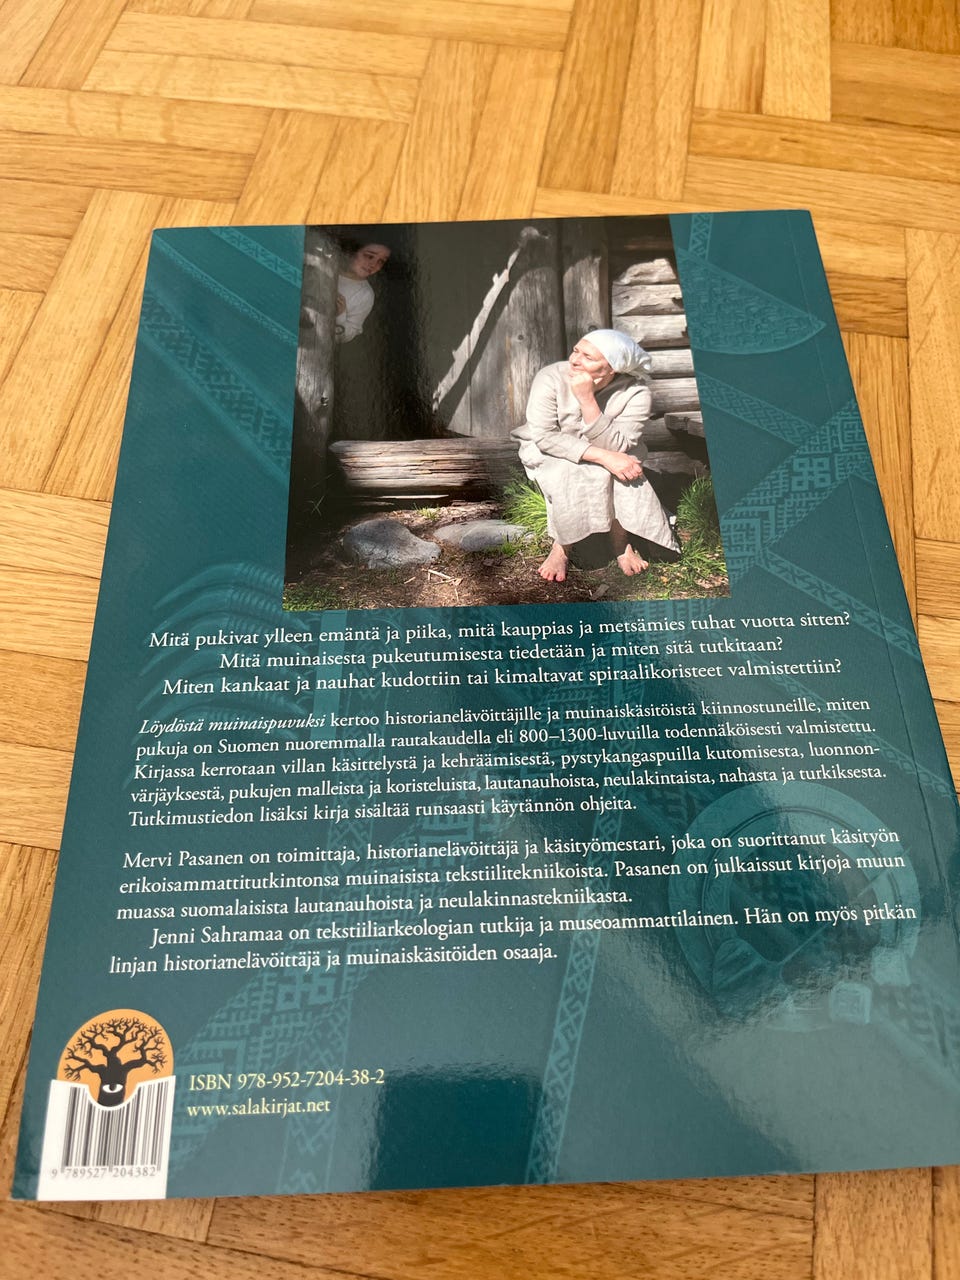 Mitä pukivat ylleen emäntä ja piika, mitä kauppias ja metsämies tuhat vuotta sitten?
Mitä muinaisesta pukeutumisesta tiedetään ja miten sitä tutkitaan?
Miten kankaat ja nauhat kudottiin tai kimaltavat spiraalikoristeet valmistettiin?
Löydöstä muinaispuvuksi kertoo historianelävöittäjille ja muinaiskäsitöistä kiinnostuneille, miten
pukuja on Suomen nuoremmalla rautakaudella eli 800–1300-luvuilla todennäköisesti valmistettu.
Kirjassa kerrotaan villan käsittelystä ja kehräämisestä, pystykangaspuilla kutomisesta, luonnon-
värjäyksestä, pukujen malleista ja koristeluista, lautanauhoista, neulakintaista, nahasta ja turkiksesta.
Tutkimustiedon lisäksi kirja sisältää runsaasti käytännön ohjeita.
Mervi Pasanen on toimittaja, historianelävöittäjä ja käsityömestari, joka on suorittanut käsityön
erikoisammattitutkintonsa muinaisista tekstiilitekniikoista. Pasanen on julkaissut kirjoja muun
muassa suomalaisista lautanauhoista ja neulakinnastekniikasta.
Jenni Sahramaa on tekstiiliarkeologian tutkija ja museoammattilainen. Hän on myös pitkän
linjan historianelävöittäjä ja muinaiskäsitöiden osaaja.
ISBN 978-952-7204-38-2
www.salakirjat.net
9 789527 204382